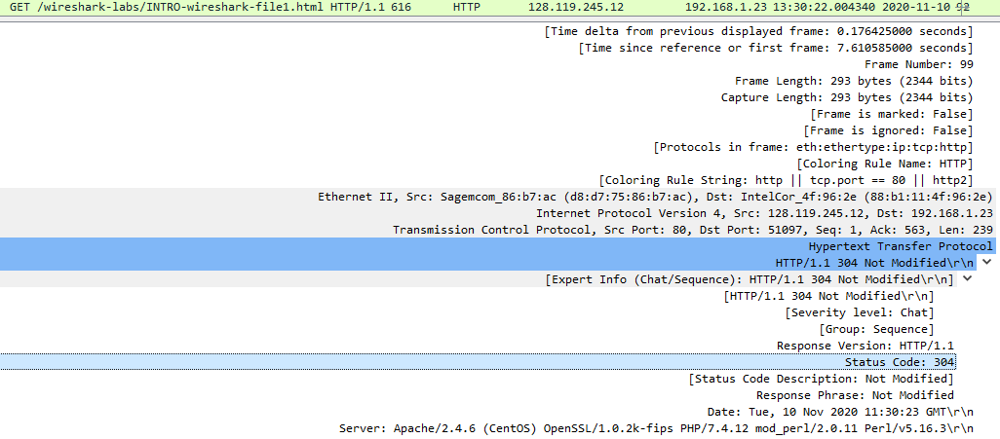 GET /wireshark-labs/INTRO-wireshark-file1.html HTTP/1.1 616 HTTP 128.119.245.12 192.168.1.23 13:30:22.004340 2020-11-10 92
[Time delta from previous displayed frame: 0.176425000 seconds]
[Time since reference or first frame: 7.610585000 seconds]
Frame Number: 99
Frame Length: 293 bytes (2344 bits)
Capture Length: 293 bytes (2344 bits)
[Frame is marked: False]
[Frame is ignored: False]
[Protocols in frame: eth:ethertype:ip:tcp:http]
[Coloring Rule Name: HTTP]
[Coloring Rule String: http || tcp.port == 80 || http2]
Ethernet II, Src: Sagemcom_86:b7:ac (d8:d7:75:86:b7:ac), Dst: IntelCor_4f:96:2e (88:b1:11:4f:96:2e)
Internet Protocol Version 4, Src: 128.119.245.12, Dst: 192.168.1.23
Transmission Control Protocol, Src Port: 80, Dst Port: 51097, Seq: 1, Ack: 563, Len: 239
Hypertext Transfer Protocol
HTTP/1.1 304 Not Modified\r\n
[Expert Info (Chat/Sequence): HTTP/1.1 304 Not Modified\r\n]
[HTTP/1.1 304 Not Modified\r\n]
[Severity level: Chat]
[Group: Sequence]
Response Version: HTTP/1.1
Status Code: 304
[Status Code Description: Not Modified]
Response Phrase: Not Modified
Date: Tue, 10 Nov 2020 11:30:23 GMT\r\n
Server: Apache/2.4.6 (CentOS) OpenSSL/1.0.2k-fips PHP/7.4.12 mod_perl/2.0.11 Perl/v5.16.3\r\n